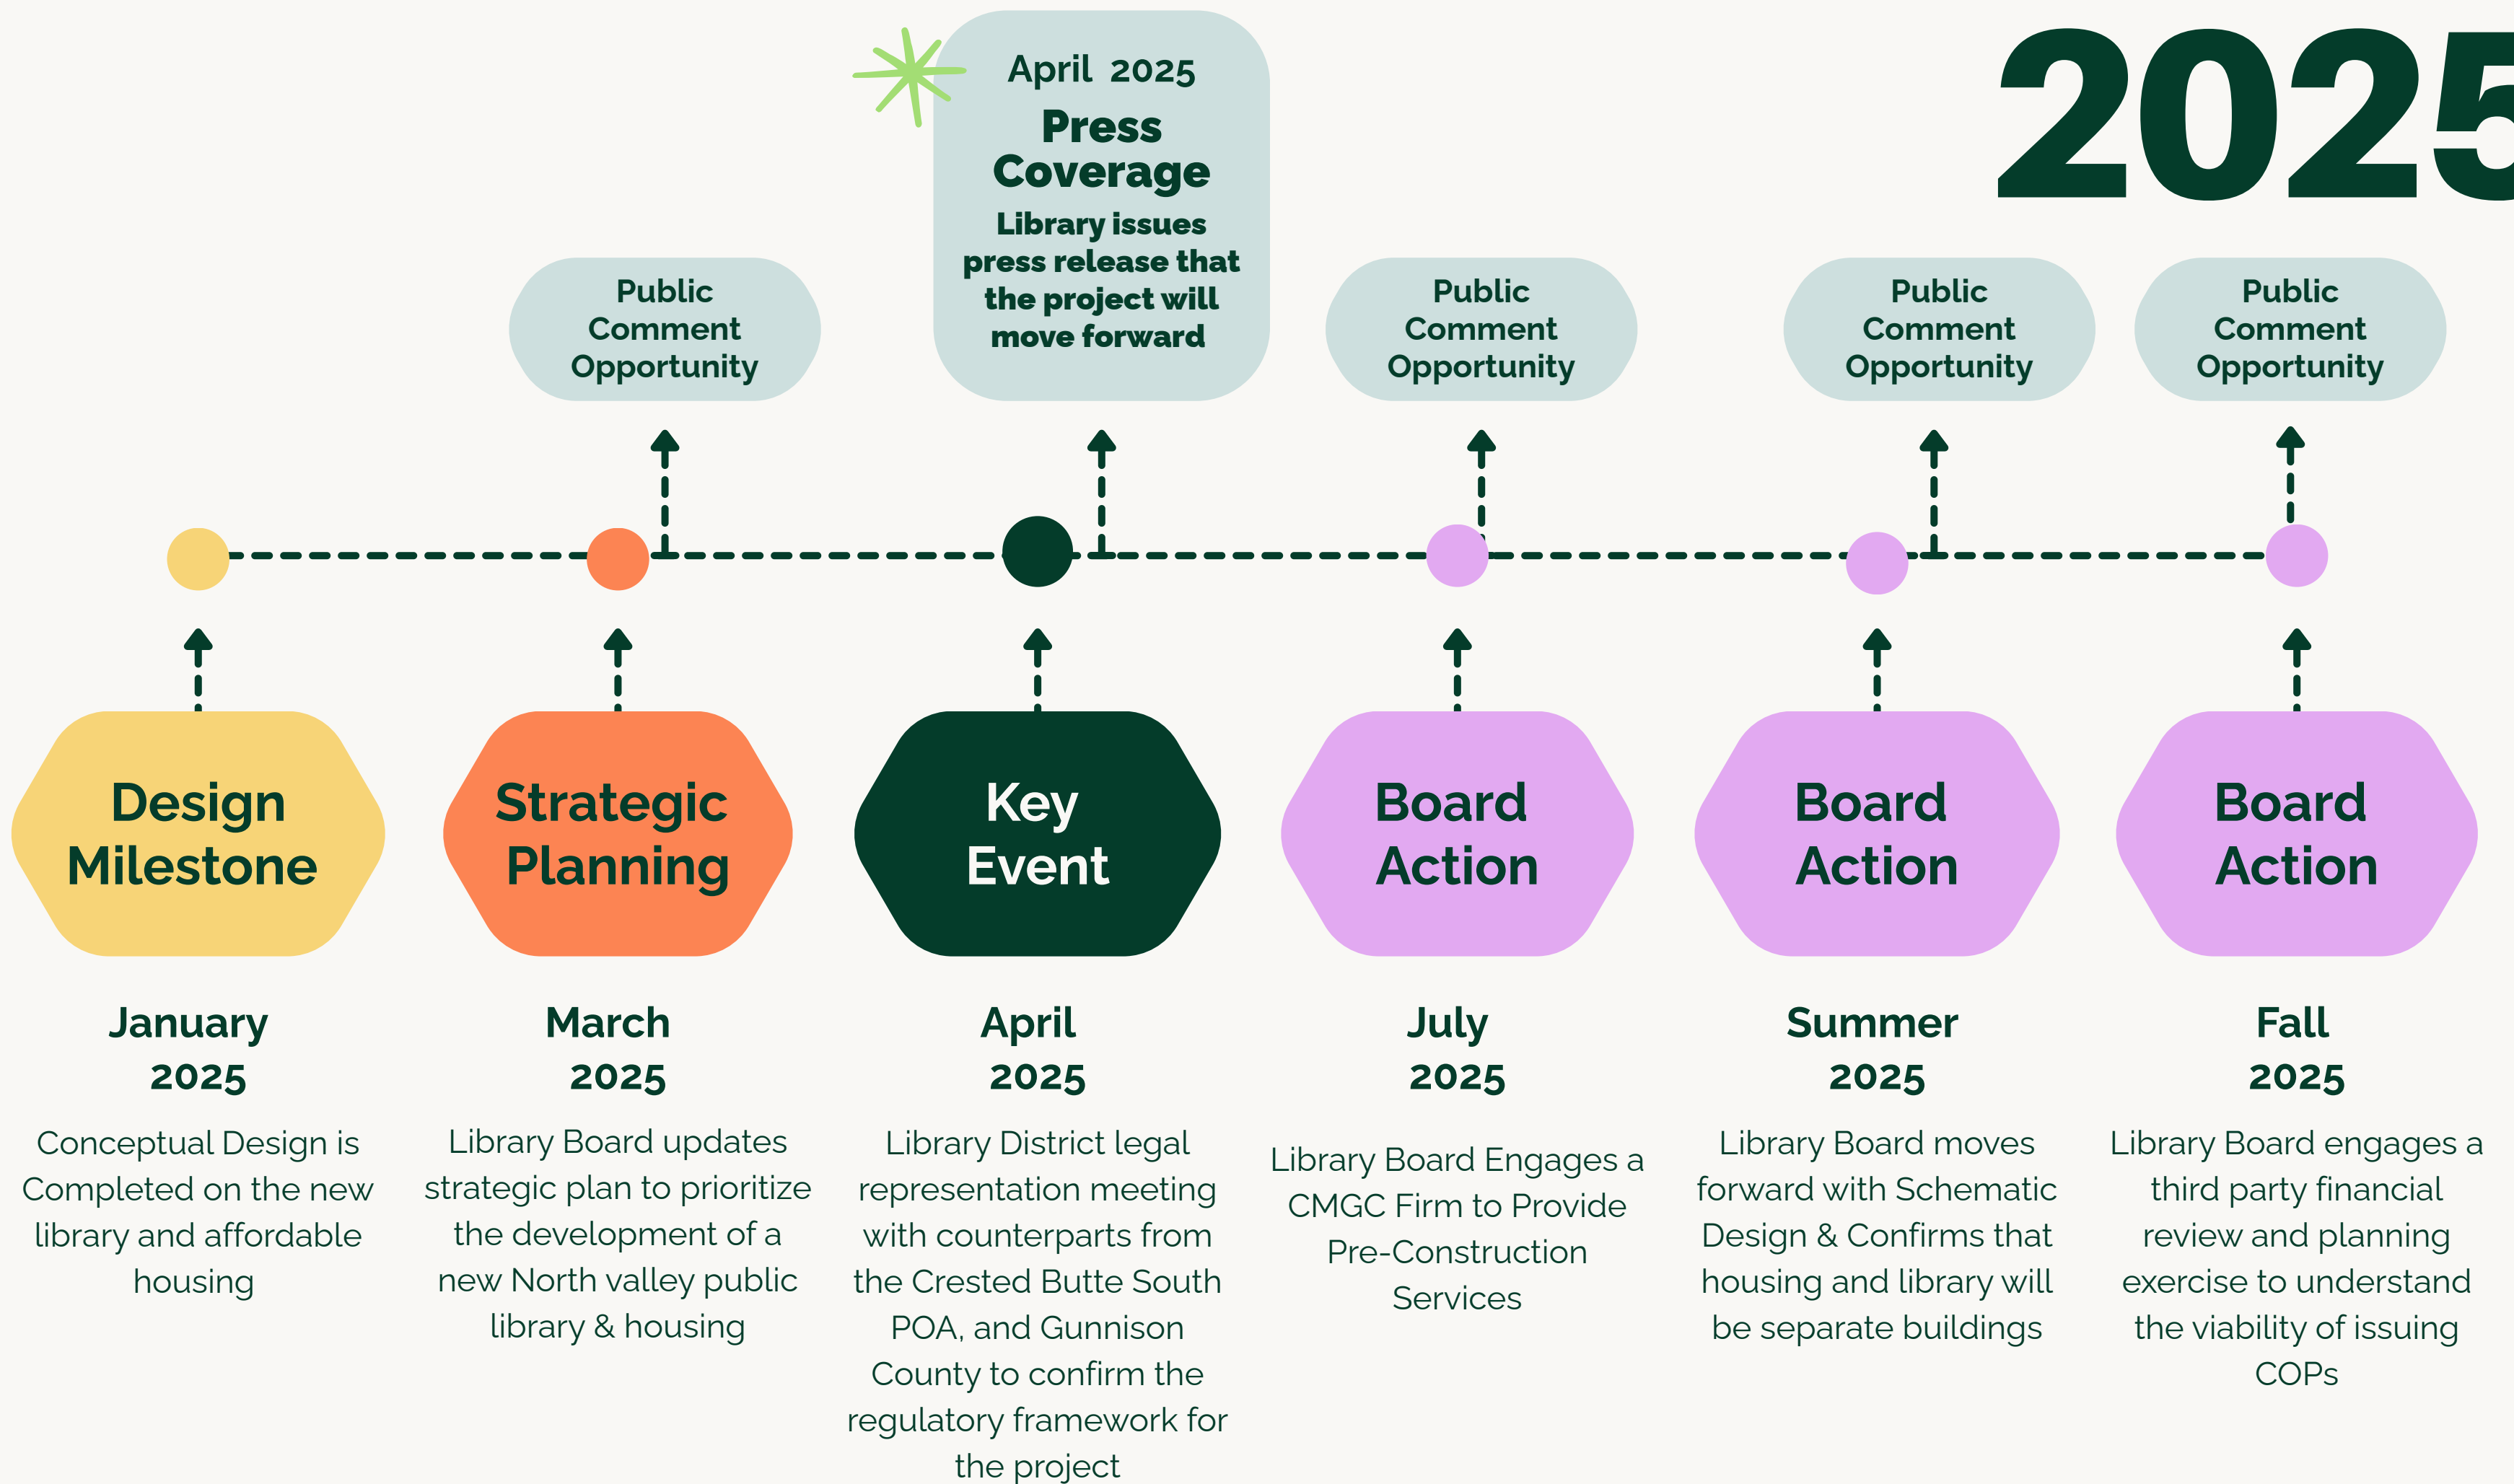 2025
April 2025
Press
Coverage
Library issues
press release that
the project will
move forward
Public
Comment
Opportunity
Public
Comment
Opportunity
Public
Comment
Opportunity
Public
Comment
Opportunity
Design
Milestone
January
2025
Conceptual Design is
Completed on the new
library and affordable
housing
Strategic
Planning
March
2025
Library Board updates
strategic plan to prioritize
the development of a
new North valley public
library & housing
Key
Event
April
2025
Library District legal
representation meeting
with counterparts from
the Crested Butte South
POA, and Gunnison
County to confirm the
regulatory framework for
the project
Board
Action
July
2025
Library Board Engages a
CMGC Firm to Provide
Pre-Construction
Services
Board
Action
Summer
2025
Library Board moves
forward with Schematic
Design & Confirms that
housing and library will
be separate buildings
Board
Action
Fall
2025
Library Board engages a
third party financial
review and planning
exercise to understand
the viability of issuing
COPs